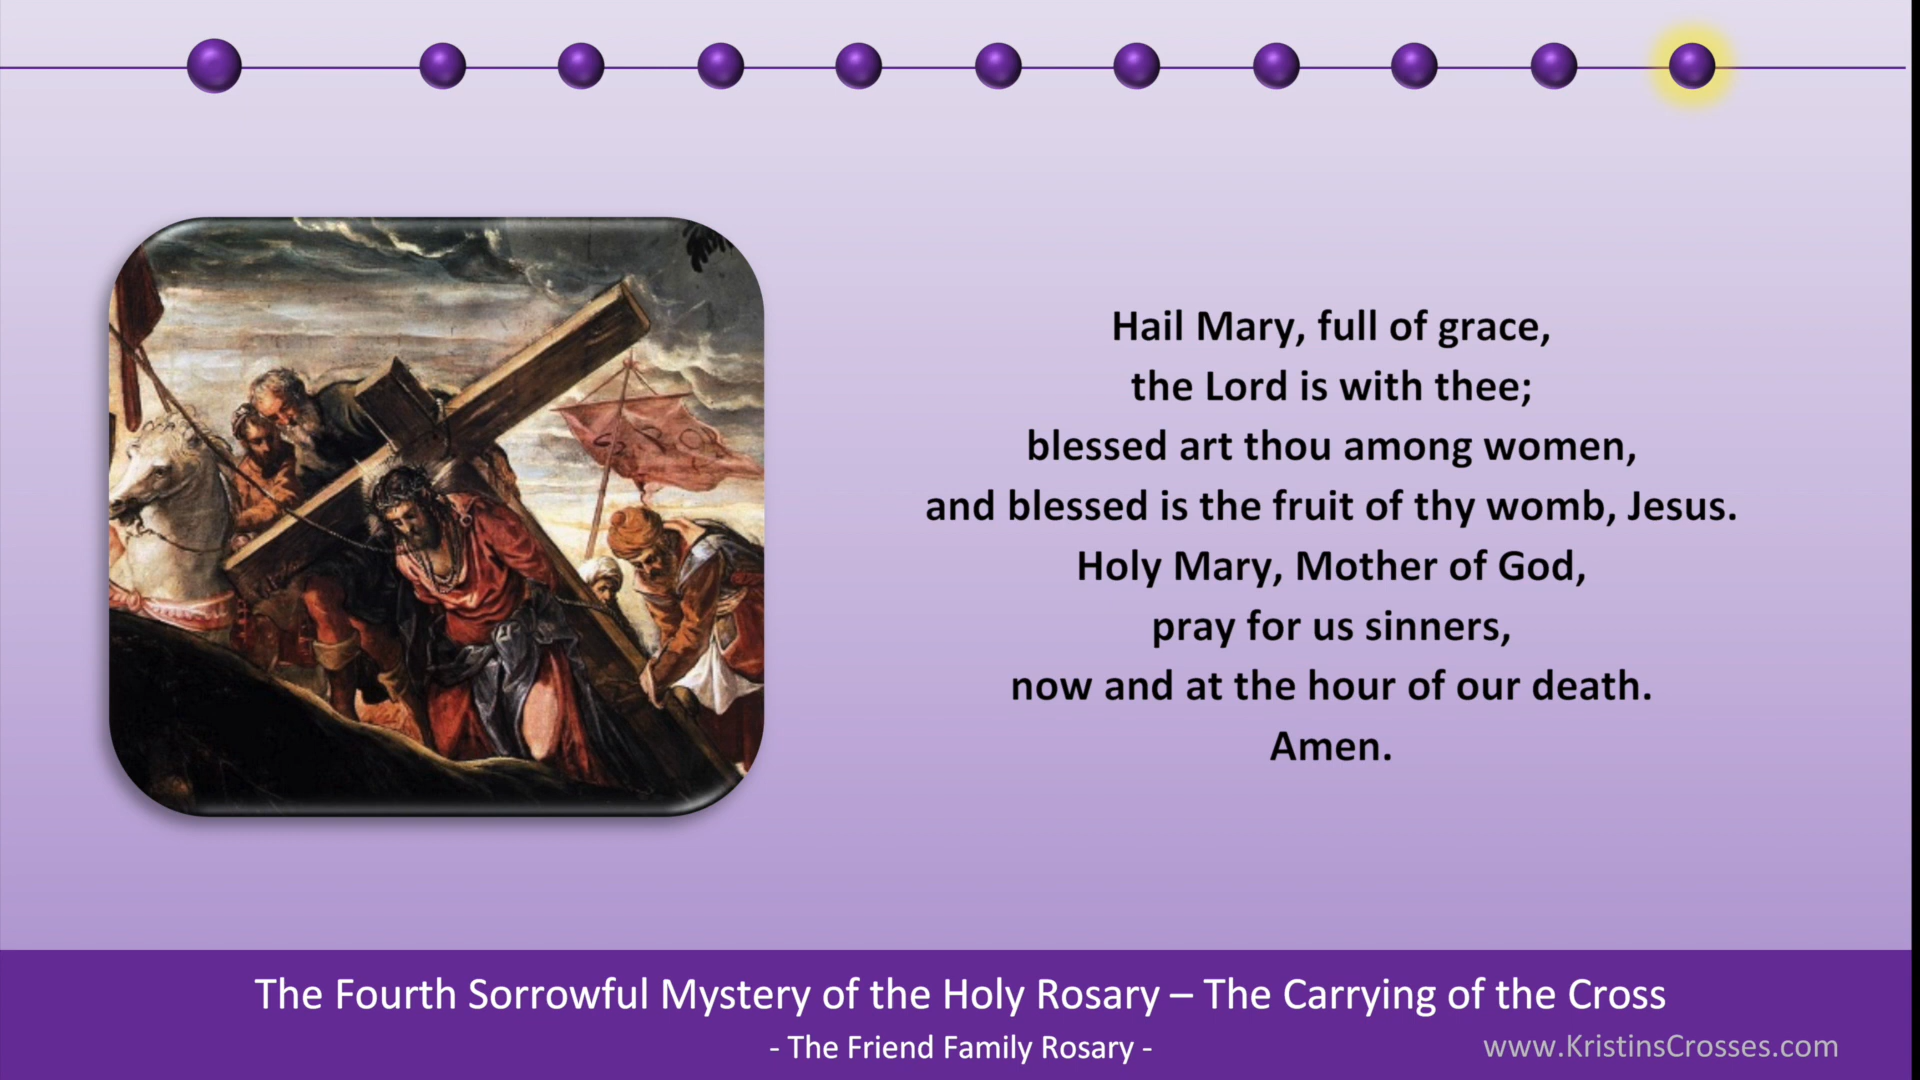 Hail Mary, full of grace,
the Lord is with thee;
blessed art thou among women,
and blessed is the fruit of thy womb, Jesus.
Holy Mary, Mother of God,
pray for us sinners,
now and at the hour of our death.
Amen.
The Fourth Sorrowful Mystery of the Holy Rosary – The Carrying of the Cross
- The Friend Family Rosary -
www.KristinsCrosses.com